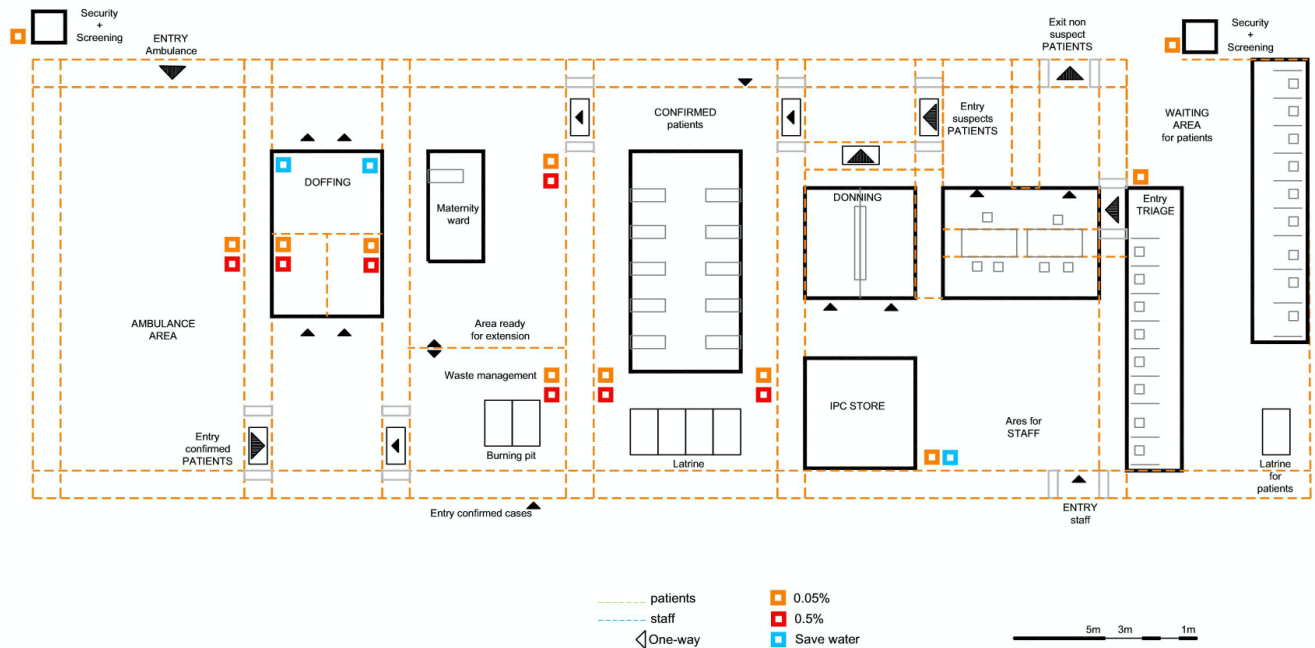 Security
+
Screening
ENTRY
Ambulance
Exit non
suspect
PATIENTS
Security
+
Screening
CONFIRMED
patients
Entry
suspects
PATIENTS
WAITING
AREA
for patients
DOFFING
Maternity
ward
DONNING
Entry
TRIAGE
AMBULANCE
AREA
Area ready
for extension
Waste management
IPC STORE
Ares for
STAFF
Entry
confirmed
PATIENTS
Burning pit
Latrine
Latrine
for
patients
Entry confirmed cases
ENTRY
staff
patients
staff
One-way
0.05%
0.5%
Save water
5m 3m 1m